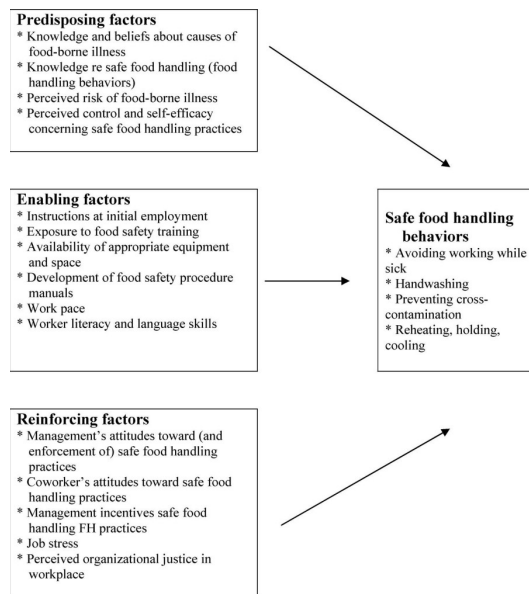 Predisposing factors
* Knowledge and beliefs about causes of
food-borne illness
* Knowledge re safe food handling (food
handling behaviors)
* Perceived risk of food-borne illness
* Perceived control and self-efficacy
concerning safe food handling practices
Enabling factors
* Instructions at initial employment
* Exposure to food safety training
* Availability of appropriate equipment
and space
* Development of food safety procedure
manuals
* Work pace
* Worker literacy and language skills
Reinforcing factors
* Management's attitudes toward (and
enforcement of) safe food handling
practices
* Coworker's attitudes toward safe food
handling practices
* Management incentives safe food
handling FH practices
* Job stress
* Perceived organizational justice in
workplace
Safe food handling
behaviors
* Avoiding working while
sick
* Handwashing
* Preventing cross-
contamination
* Reheating, holding,
cooling